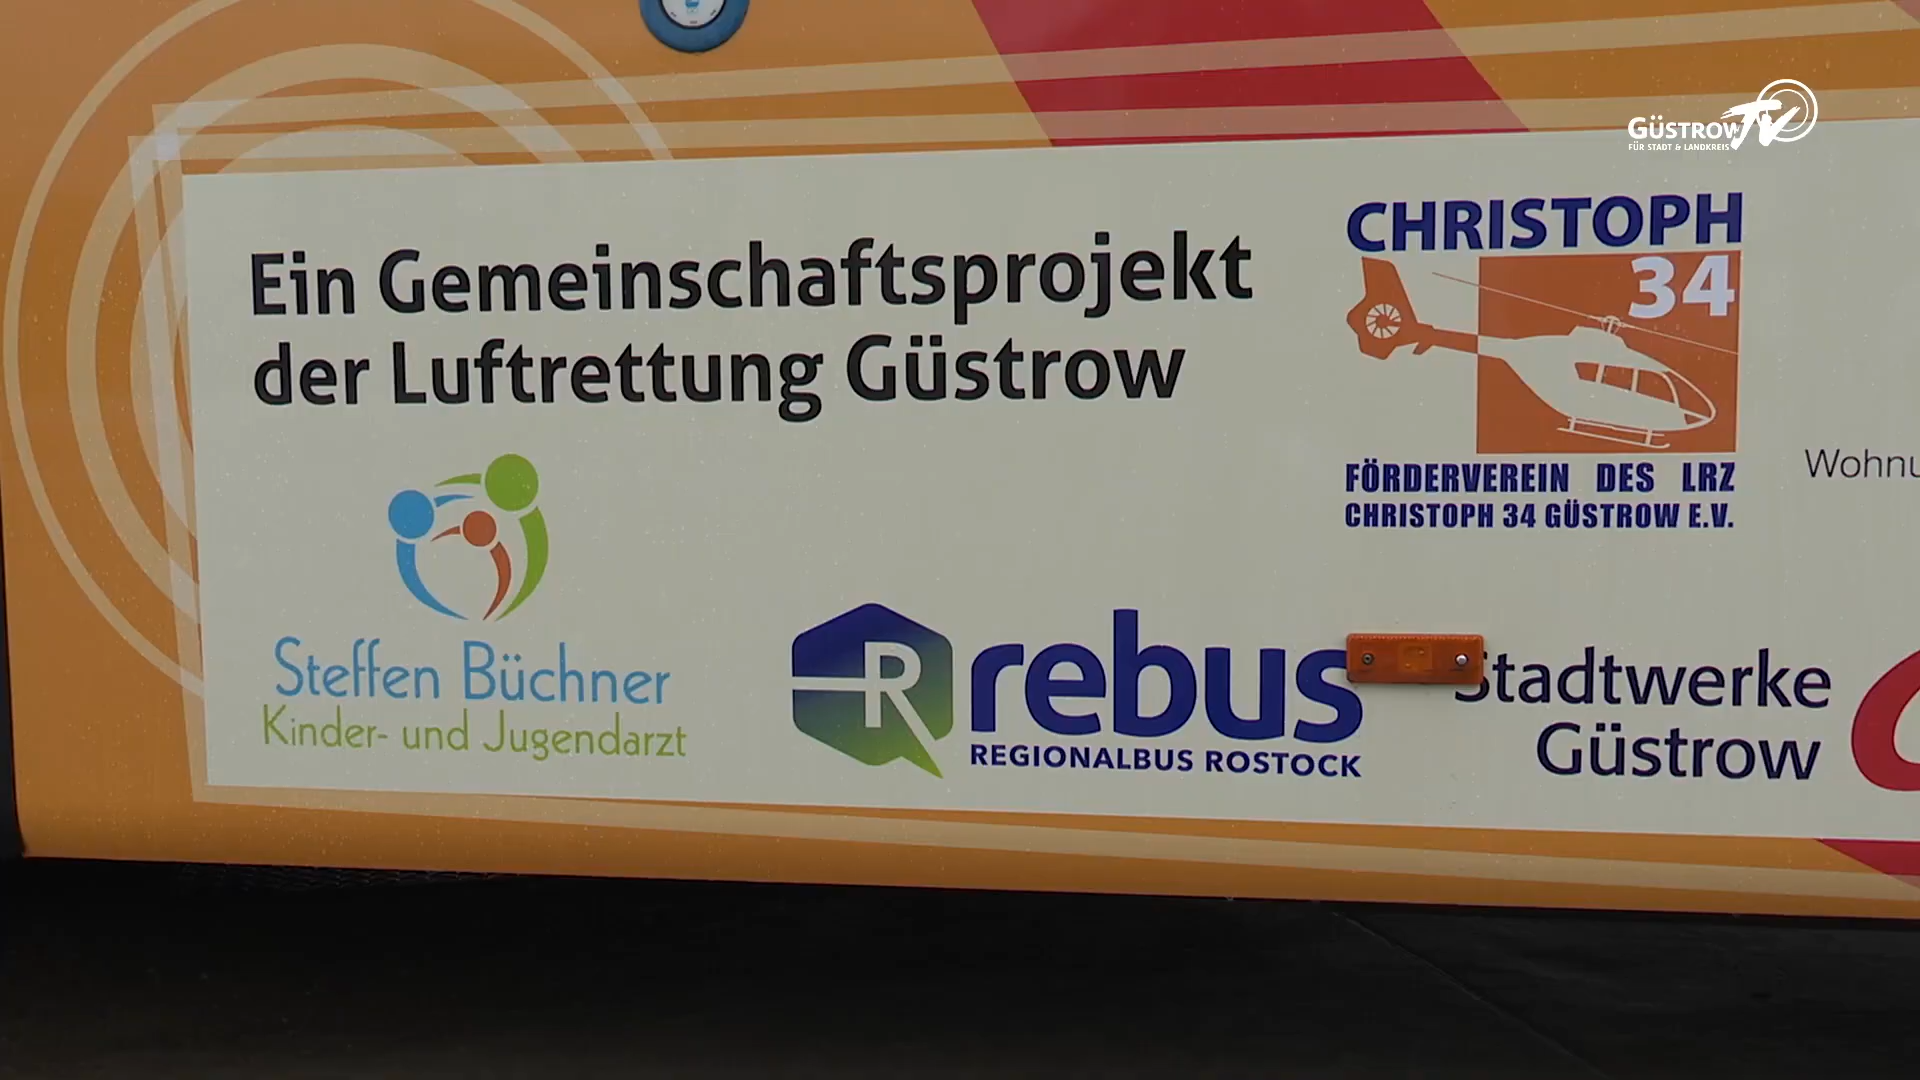 GÜSTROW TV
FÜR STADT & LANDKREIS
CHRISTOPH
34
Ein Gemeinschaftsprojekt
der Luftrettung Güstrow
FÖRDERVEREIN DES LRZ
CHRISTOPH 34 GÜSTROW E.V.
Steffen Büchner
Kinder- und Jugendarzt
R rebus
REGIONALBUS ROSTOCK
Stadtwerke
Güstrow